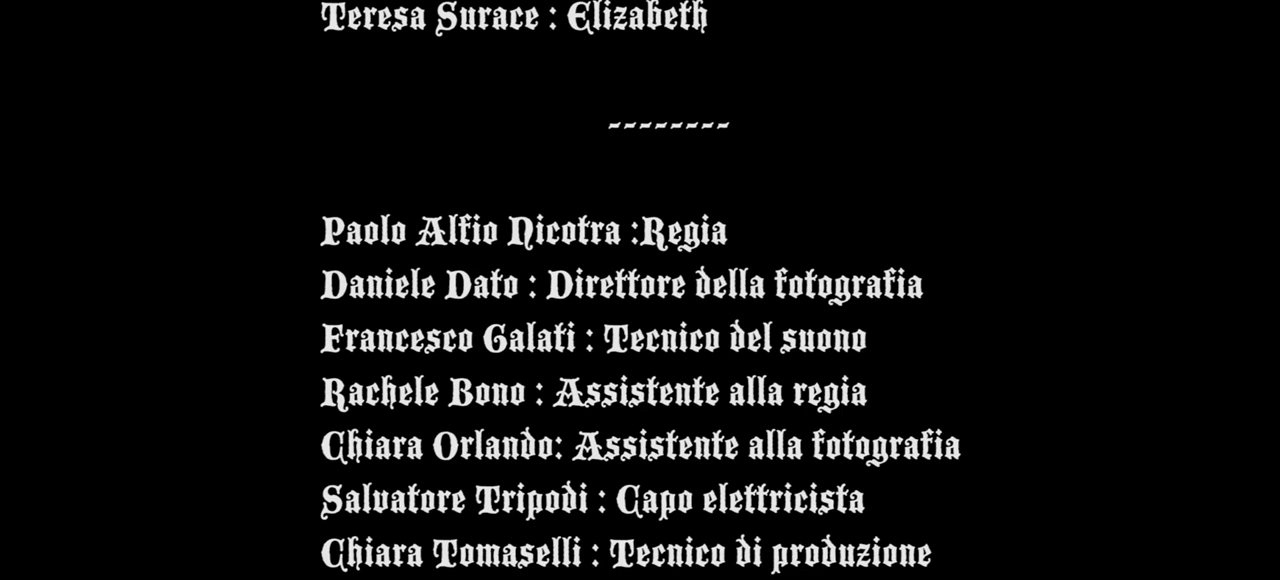 Teresa Surace : Elizabeth
--------
Paolo Alfio Nicotra :Regia
Daniele Dato : Direttore della fotografia
Francesco Galati : Tecnico del suono
Rachele Bono : Assistente alla regia
Chiara Orlando: Assistente alla fotografia
Salvatore Tripodi : Capo elettricista
Chiara Tomaselli : Tecnico di produzione